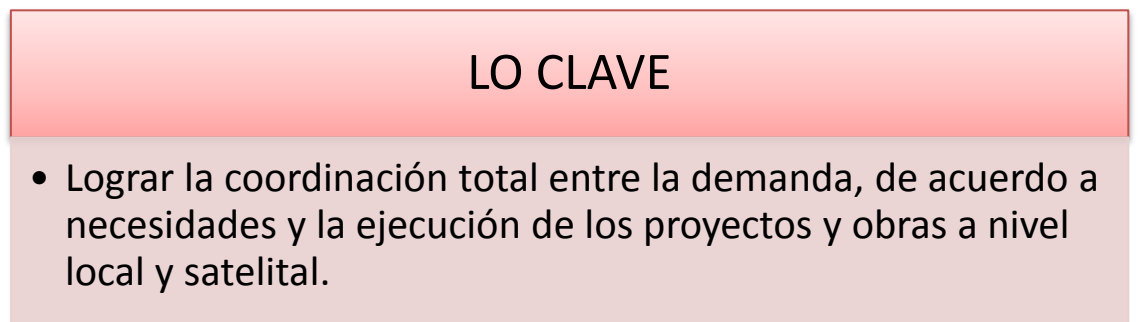 LO CLAVE
• Lograr la coordinación total entre la demanda, de acuerdo a
necesidades y la ejecución de los proyectos y obras a nivel
local y satelital.